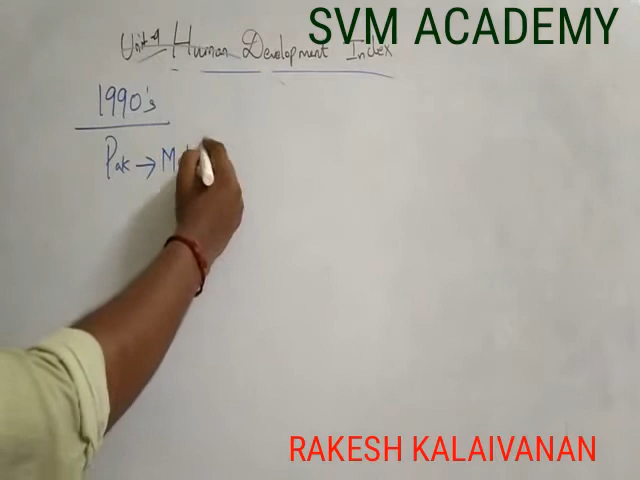 SVM ACADEMY
Unit 4 Human Development Index
1990's
Pak → M
RAKESH KALAIVANAN